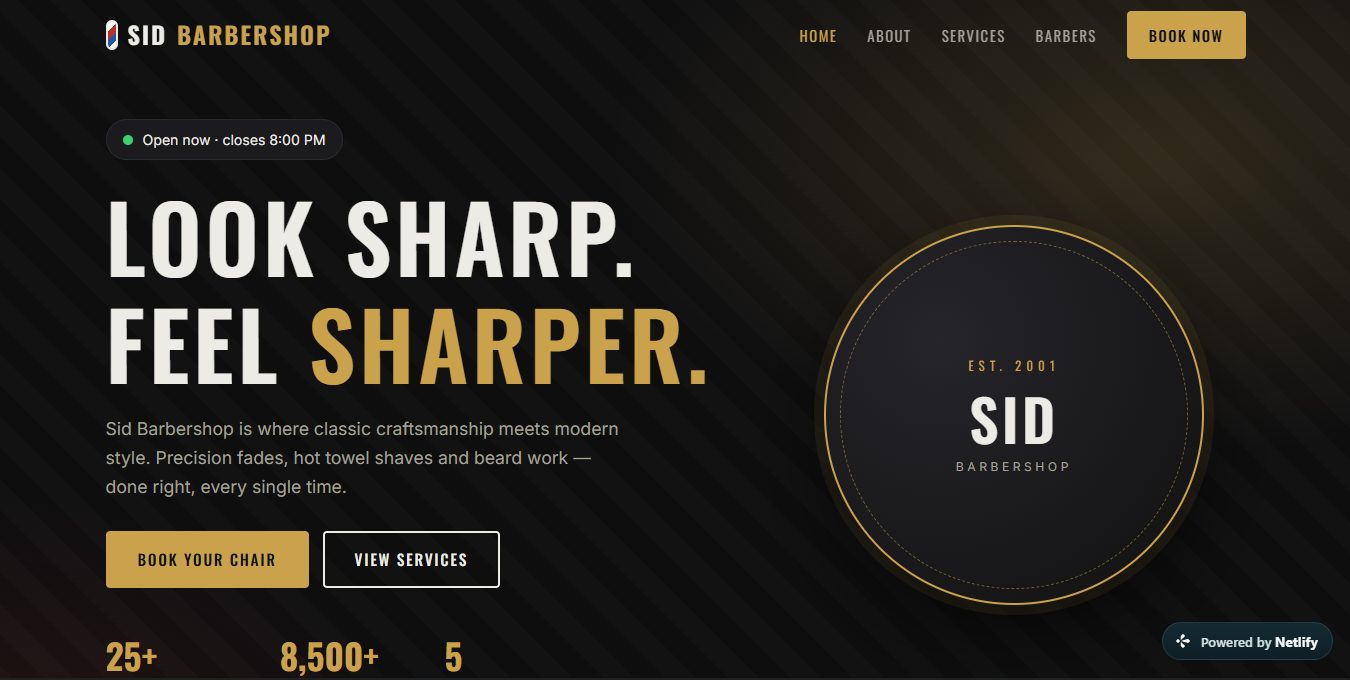 SID BARBERSHOP
HOME ABOUT SERVICES BARBERS BOOK NOW
Open now · closes 8:00 PM
LOOK SHARP.
FEEL SHARPER.
Sid Barbershop is where classic craftsmanship meets modern
style. Precision fades, hot towel shaves and beard work —
done right, every single time.
BOOK YOUR CHAIR VIEW SERVICES
25+ 8,500+ 5
EST. 2001
SID
BARBERSHOP
Powered by Netlify